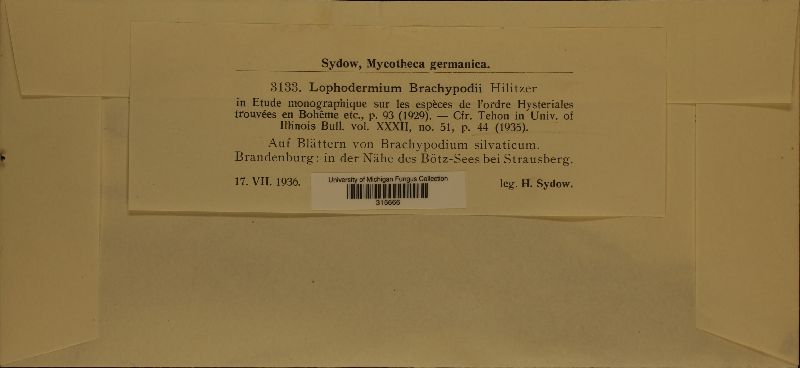 Sydow, Mycotheca germanica.
3133. Lophodermium Brachypodii Hilitzer
in Etude monographique sur les espèces de l'ordre Hysteriales
trouvées en Bohême etc., p. 93 (1929). — Cfr. Tehon in Univ. of
Illinois Bull. vol. XXXII, no. 51, p. 44 (1935).
Auf Blättern von Brachypodium silvaticum.
Brandenburg: in der Nähe des Bötz-Sees bei Strausberg.
17. VII. 1936.
University of Michigan Fungus Collection
315666
leg. H. Sydow.